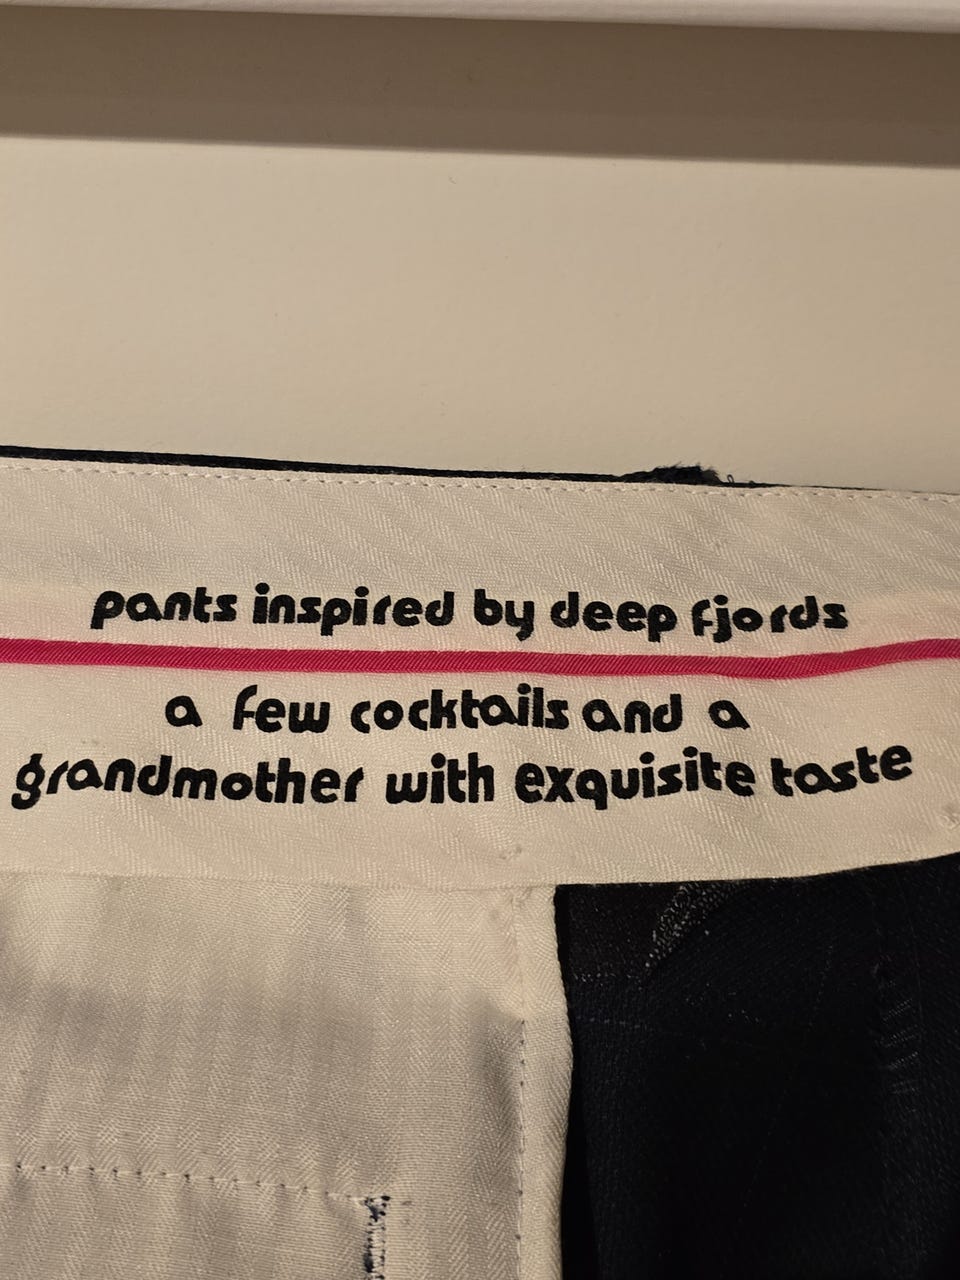 pants inspired by deep fjords
a few cocktails and a
grandmother with exquisite taste